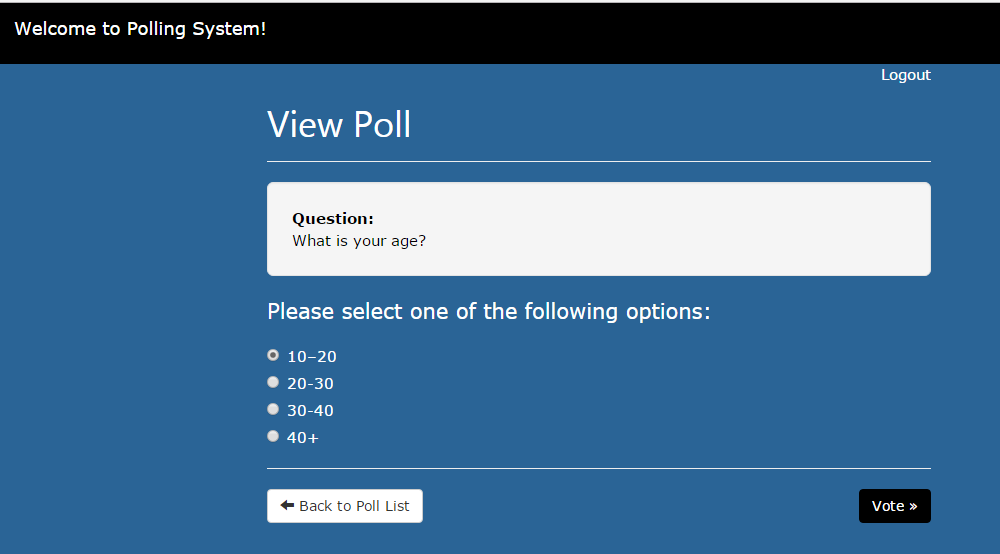 Welcome to Polling System!
Logout
View Poll
Question:
What is your age?
Please select one of the following options:
10–20
20-30
30-40
40+
Back to Poll List
Vote »